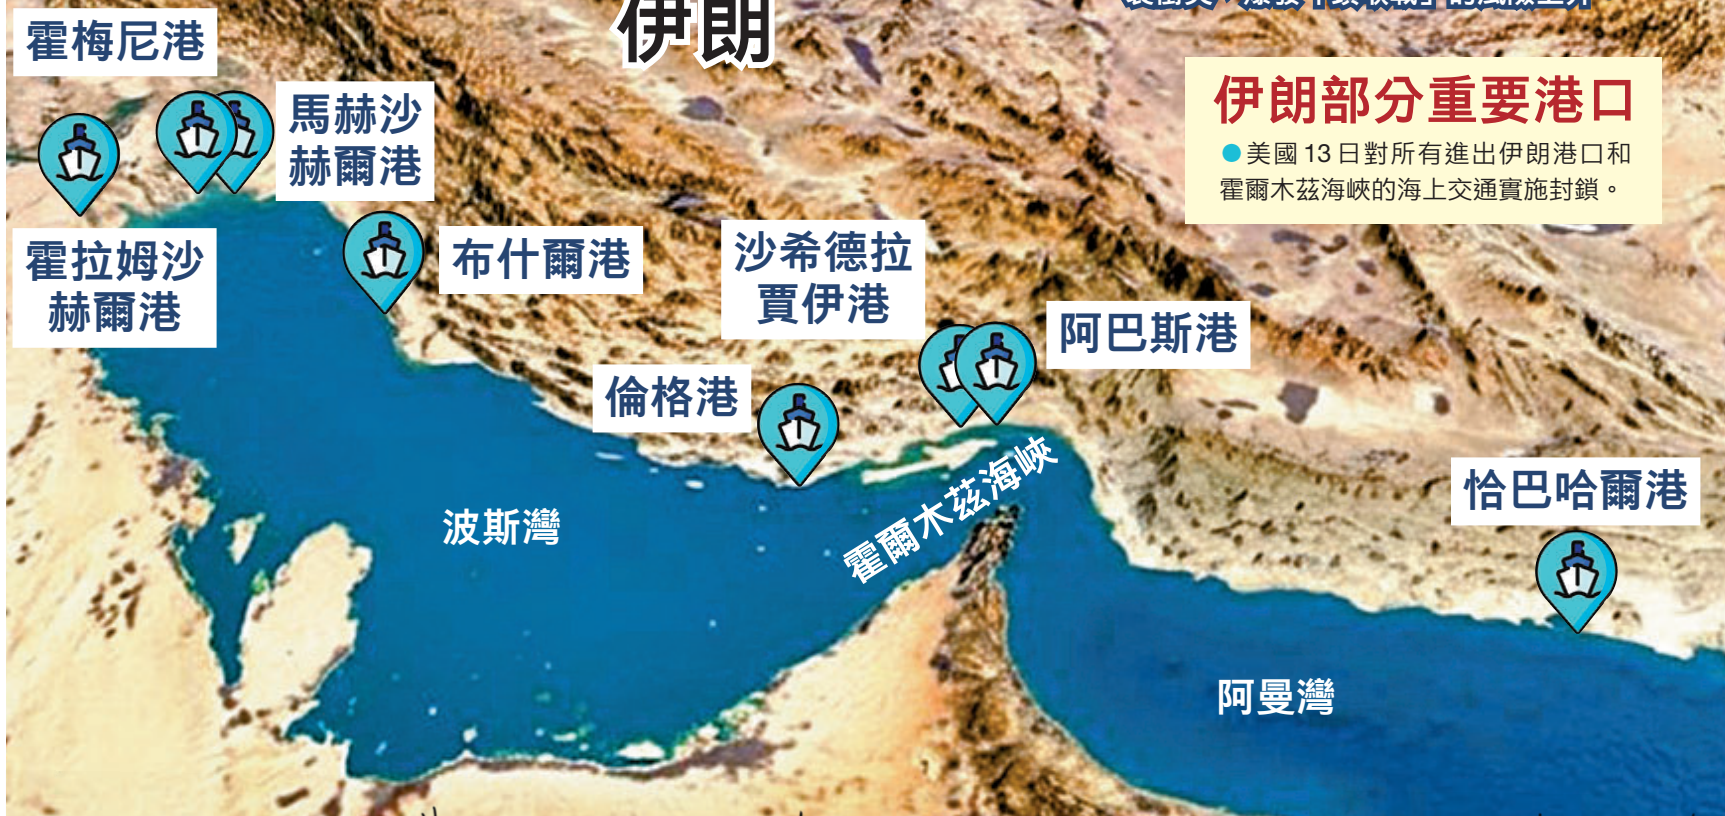 伊朗
霍梅尼港
伊朗部分重要港口
馬赫沙
赫爾港
●美國13日對所有進出伊朗港口和
霍爾木茲海峽的海上交通實施封鎖。
霍拉姆沙
赫爾港
布什爾港
沙希德拉
賈伊港
阿巴斯港
倫格港
霍爾木茲海峽
恰巴哈爾港
波斯灣
阿曼灣